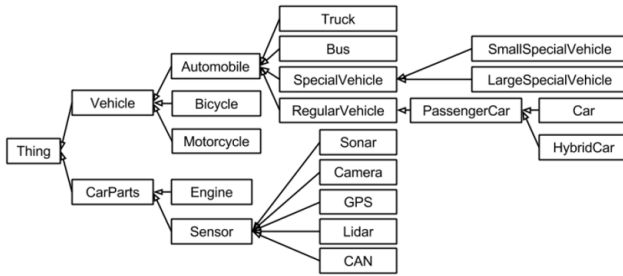 Truck
Bus
SmallSpecialVehicle
Automobile
SpecialVehicle
LargeSpecialVehicle
Vehicle
Bicycle
RegularVehicle
PassengerCar
Car
Motorcycle
Sonar
HybridCar
Thing
Camera
CarParts
Engine
GPS
Sensor
Lidar
CAN